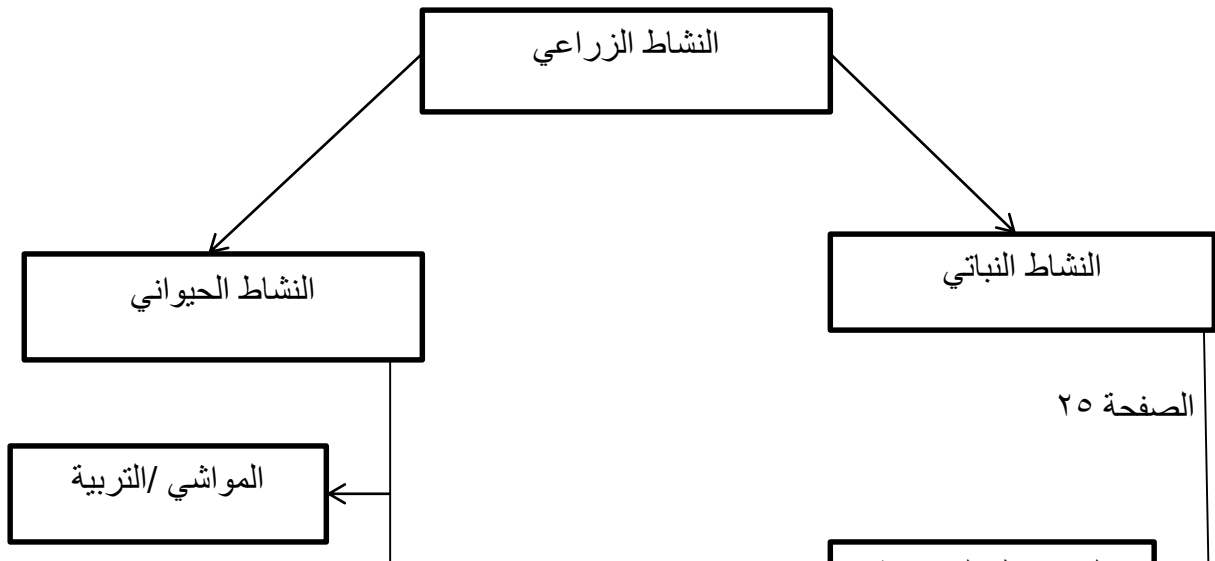 النشاط الزراعي
النشاط النباتي
النشاط الحيواني
الصفحة ٢٥
المواشي /التربية